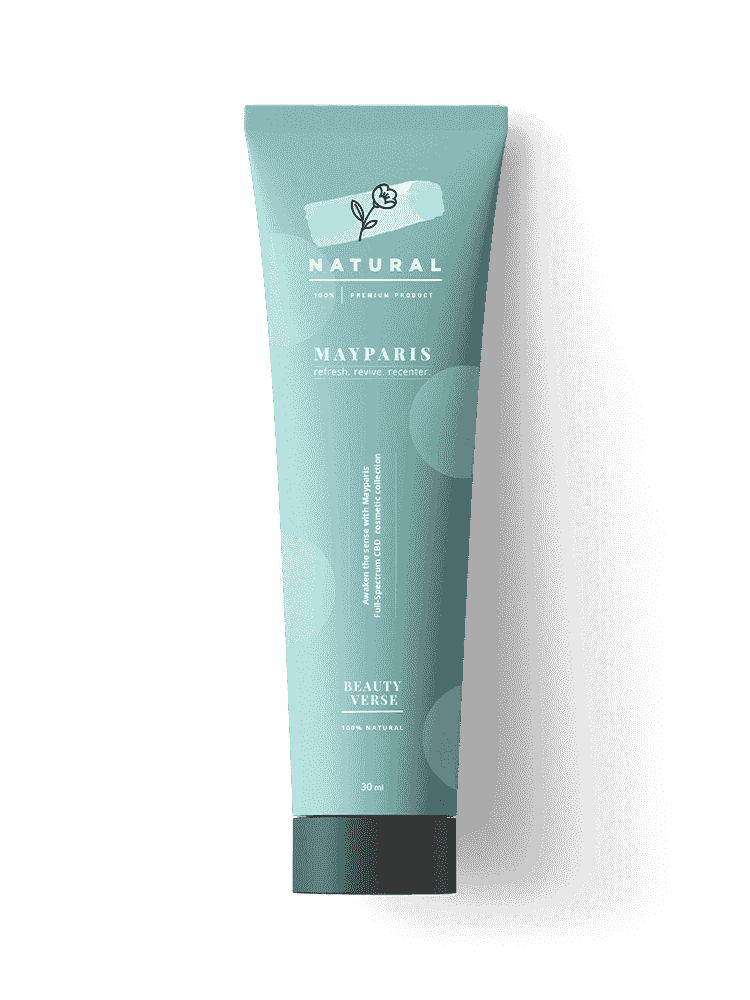 NATURAL
100% | PREMIUM PRODUCT
MAYPARIS
refresh. revive. recenter.
Awaken the sense with Mayparis
Full-Spectrum CBD cosmetic collection
BEAUTY
VERSE
100% NATURAL
30 ml